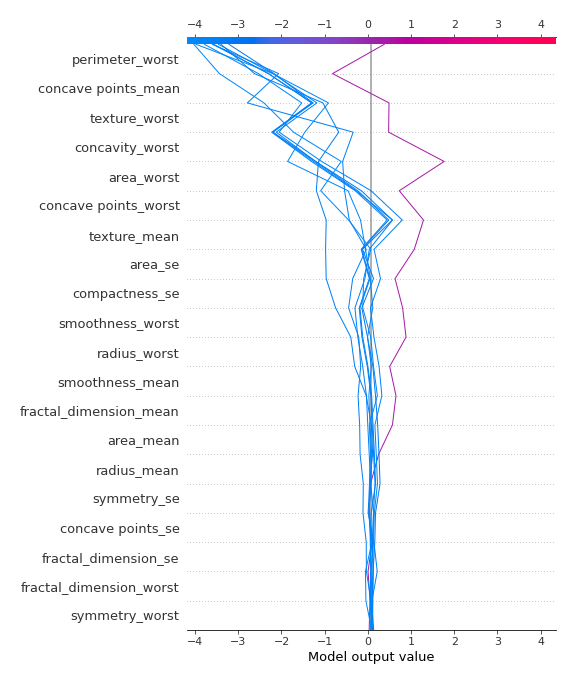 −4 −3 −2 −1 0 1 2 3 4
perimeter_worst
concave points_mean
texture_worst
concavity_worst
area_worst
concave points_worst
texture_mean
area_se
compactness_se
smoothness_worst
radius_worst
smoothness_mean
fractal_dimension_mean
area_mean
radius_mean
symmetry_se
concave points_se
fractal_dimension_se
fractal_dimension_worst
symmetry_worst
−4 −3 −2 −1 0 1 2 3 4
Model output value